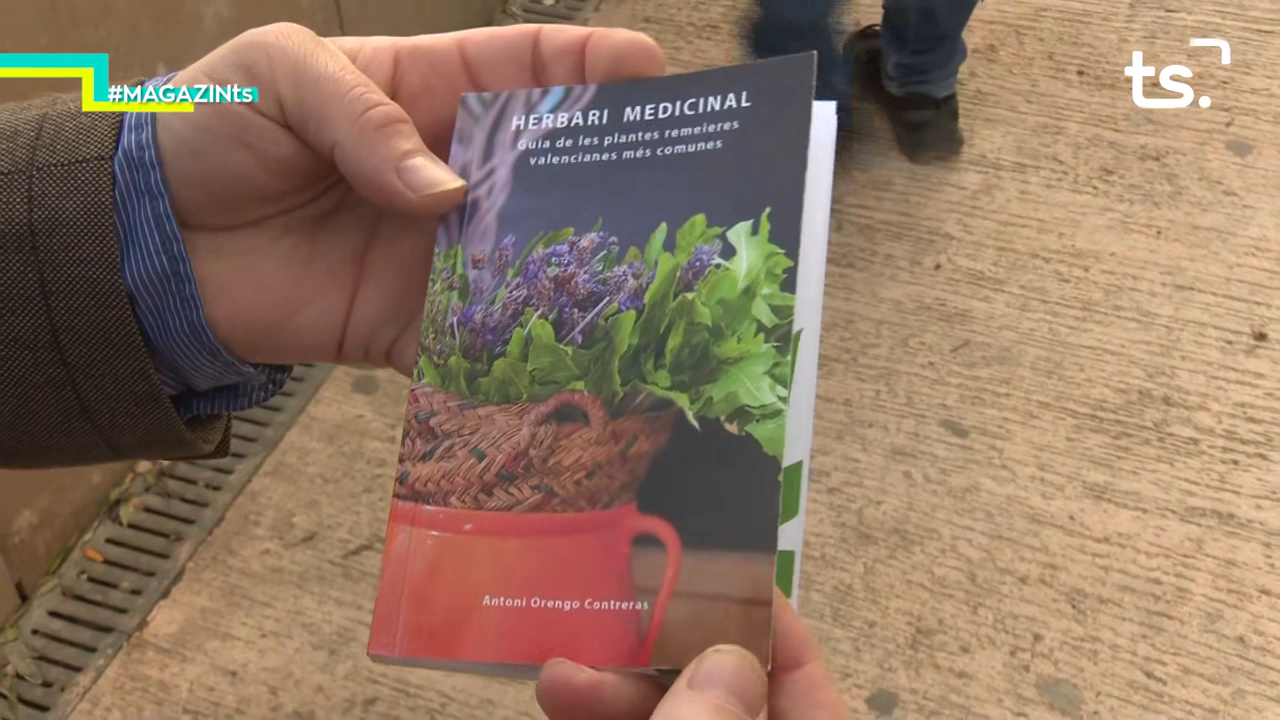 #MAGAZINts
ts.
HERBARI MEDICINAL
Guia de les plantes remeieres
valencianes més comunes
Antoni Orengo Contreras